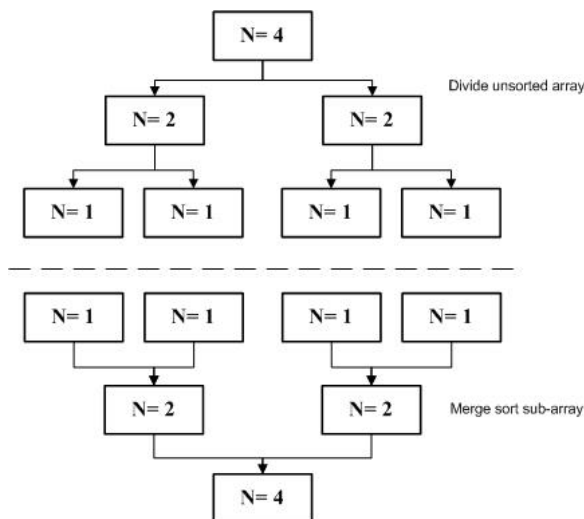 N= 4
Divide unsorted array
N= 2
N= 2
N= 1
N= 1
N= 1
N= 1
N= 1
N= 1
N= 1
N= 1
N= 2
N= 2
Merge sort sub-array
N= 4